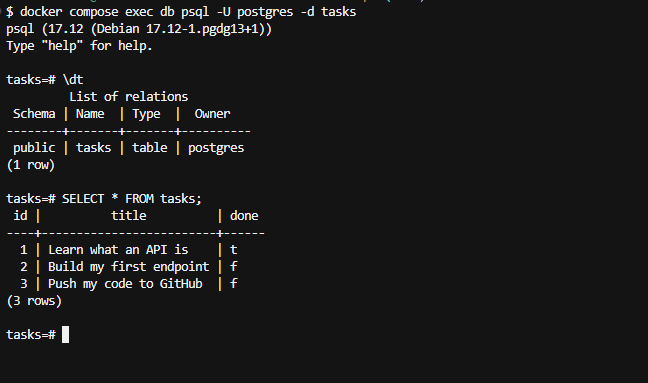 $ docker compose exec db psql -U postgres -d tasks
psql (17.12 (Debian 17.12-1.pgdg13+1))
Type "help" for help.

tasks=# \dt
         List of relations
 Schema | Name  | Type  |  Owner
--------+-------+-------+----------
 public | tasks | table | postgres
(1 row)

tasks=# SELECT * FROM tasks;
 id |          title          | done
----+-------------------------+------
  1 | Learn what an API is    | t
  2 | Build my first endpoint | f
  3 | Push my code to GitHub  | f
(3 rows)

tasks=#